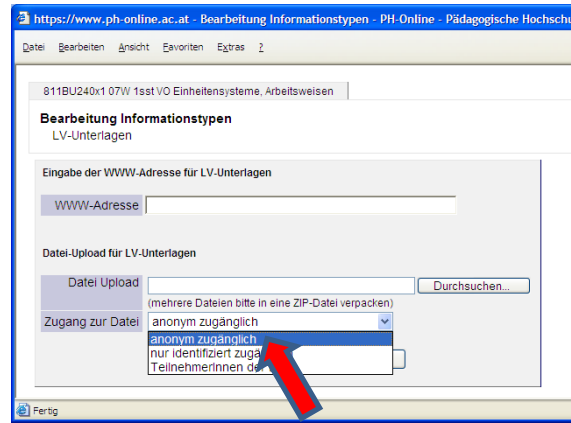 https://www.ph-online.ac.at - Bearbeitung Informationstypen - PH-Online - Pädagogische Hochschu
Datei Bearbeiten Ansicht Favoriten Extras ?
811BU240x1 07W 1sst VO Einheitensysteme, Arbeitsweisen
Bearbeitung Informationstypen
LV-Unterlagen
Eingabe der WWW-Adresse für LV-Unterlagen
WWW-Adresse
Datei-Upload für LV-Unterlagen
Datei Upload Durchsuchen...
(mehrere Dateien bitte in eine ZIP-Datei verpacken)
Zugang zur Datei anonym zugänglich
anonym zugänglich
nur identifiziert zugä
TeilnehmerInnen de
Fertig